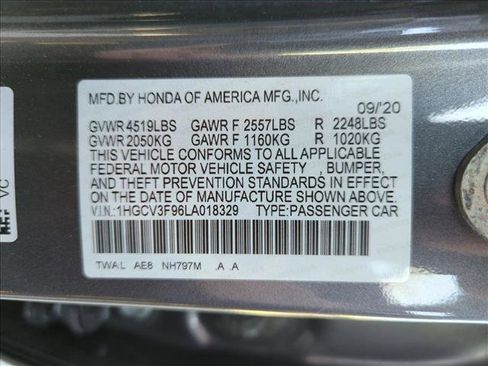 MFD.BY HONDA OF AMERICA MFG.,INC. 09/20
GVWR 4519LBS GAWR F 2557LBS R 2248LBS
GVWR 2050KG GAWR F 1160KG R 1020KG
THIS VEHICLE CONFORMS TO ALL APPLICABLE
FEDERAL MOTOR VEHICLE SAFETY , BUMPER,
AND THEFT PREVENTION STANDARDS IN EFFECT
ON THE DATE OF MANUFACTURE SHOWN ABOVE.
V.I.N.:1HGCV3F96LA018329 TYPE:PASSENGER CAR
TWA L AE8 NH797M .A .A
VC